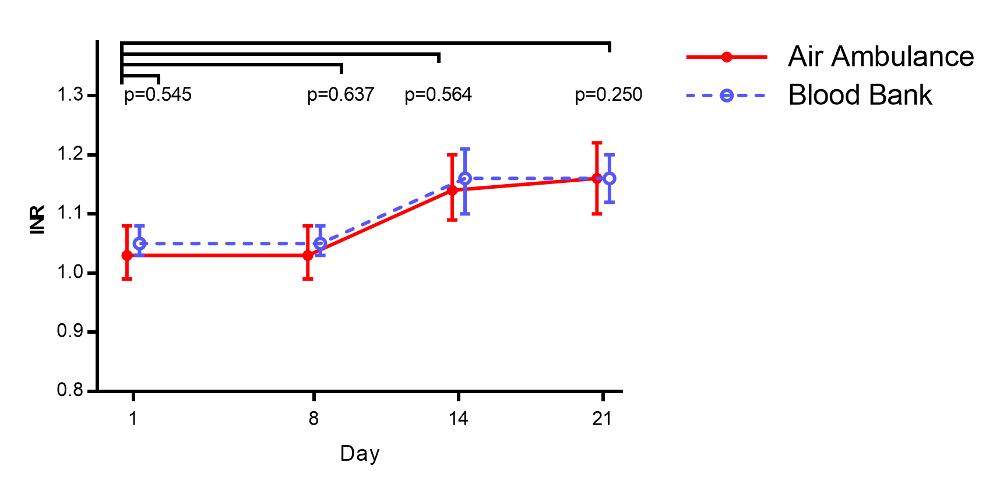 Air Ambulance
Blood Bank
p=0.545
p=0.637
p=0.564
p=0.250
1.3
1.2
1.1
1.0
0.9
0.8
INR
1
8
14
21
Day